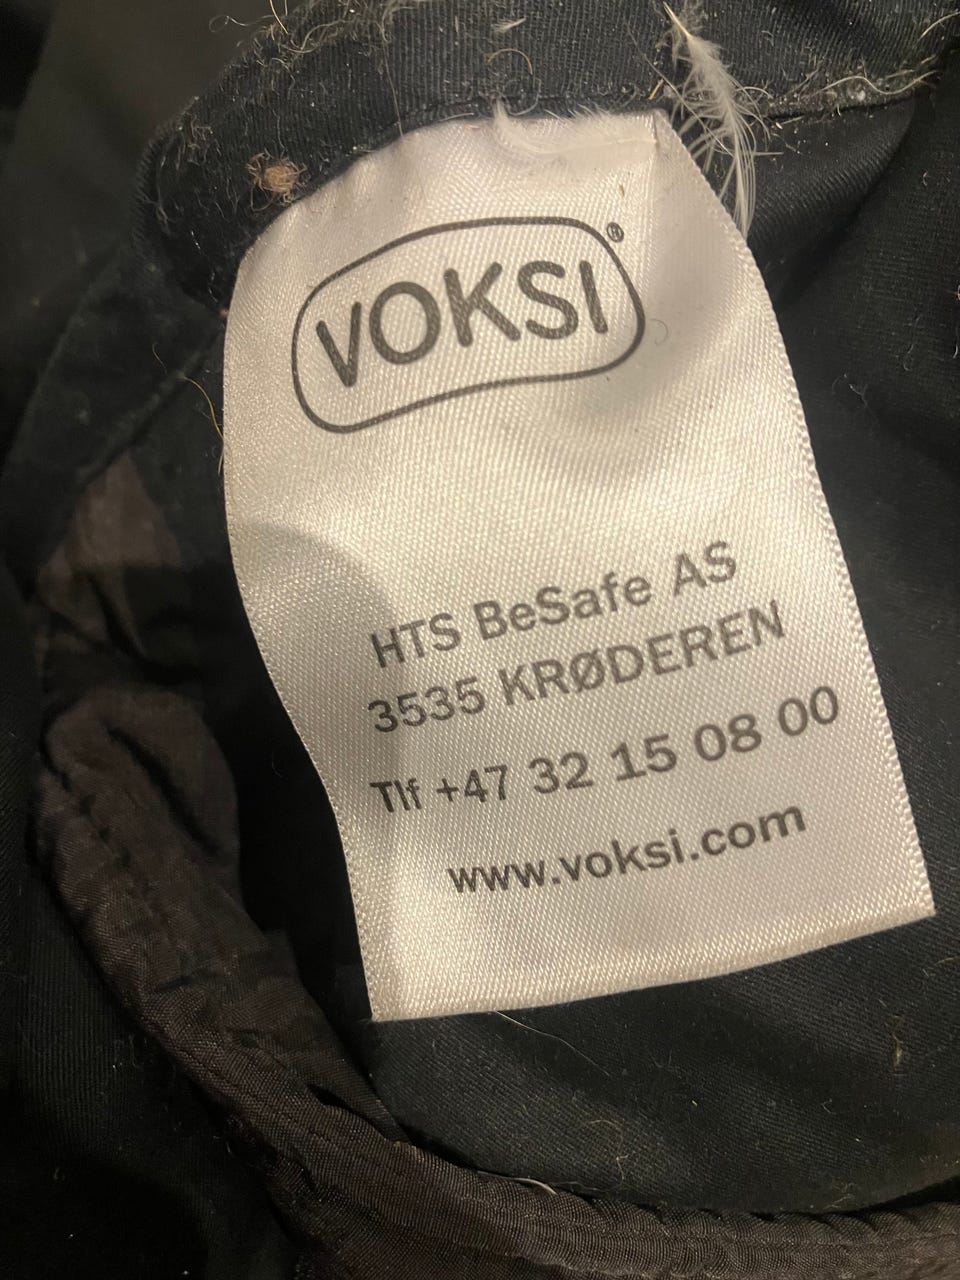 VOKSI®
HTS BeSafe AS
3535 KRØDEREN
Tlf +47 32 15 08 00
www.voksi.com